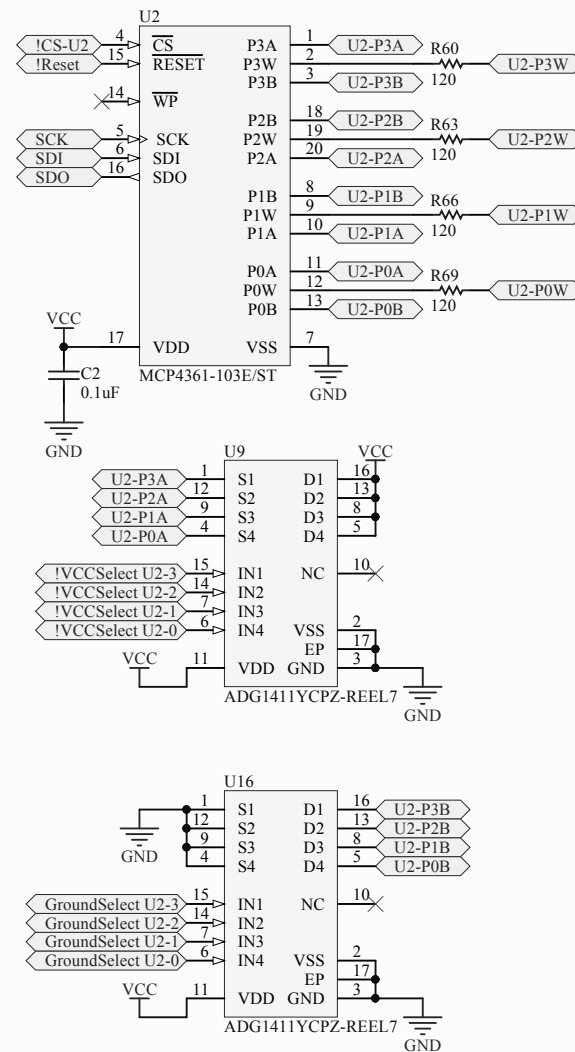 U2
!CS-U2 4 CS P3A 1 U2-P3A
!Reset 15 RESET P3W 2 R60 120 U2-P3W
P3B 3 U2-P3B
14 WP
P2B 18 U2-P2B
SCK 5 SCK P2W 19 R63 120 U2-P2W
SDI 6 SDI P2A 20 U2-P2A
SDO 16 SDO
P1B 8 U2-P1B
P1W 9 R66 120 U2-P1W
P1A 10 U2-P1A
P0A 11 U2-P0A
P0W 12 R69 120 U2-P0W
P0B 13 U2-P0B
VCC
17 VDD VSS 7
C2
0.1uF
MCP4361-103E/ST
GND
GND
U9
VCC
U2-P3A 1 S1 D1 16
U2-P2A 12 S2 D2 13
U2-P1A 9 S3 D3 8
U2-P0A 4 S4 D4 5
!VCCSelect U2-3 15 IN1 NC 10
!VCCSelect U2-2 14 IN2
!VCCSelect U2-1 7 IN3
!VCCSelect U2-0 6 IN4 VSS 2
EP 17
VCC 11 VDD GND 3
ADG1411YCPZ-REEL7
GND
U16
1 S1 D1 16 U2-P3B
12 S2 D2 13 U2-P2B
9 S3 D3 8 U2-P1B
4 S4 D4 5 U2-P0B
GND
GroundSelect U2-3 15 IN1 NC 10
GroundSelect U2-2 14 IN2
GroundSelect U2-1 7 IN3
GroundSelect U2-0 6 IN4 VSS 2
EP 17
VCC 11 VDD GND 3
ADG1411YCPZ-REEL7
GND